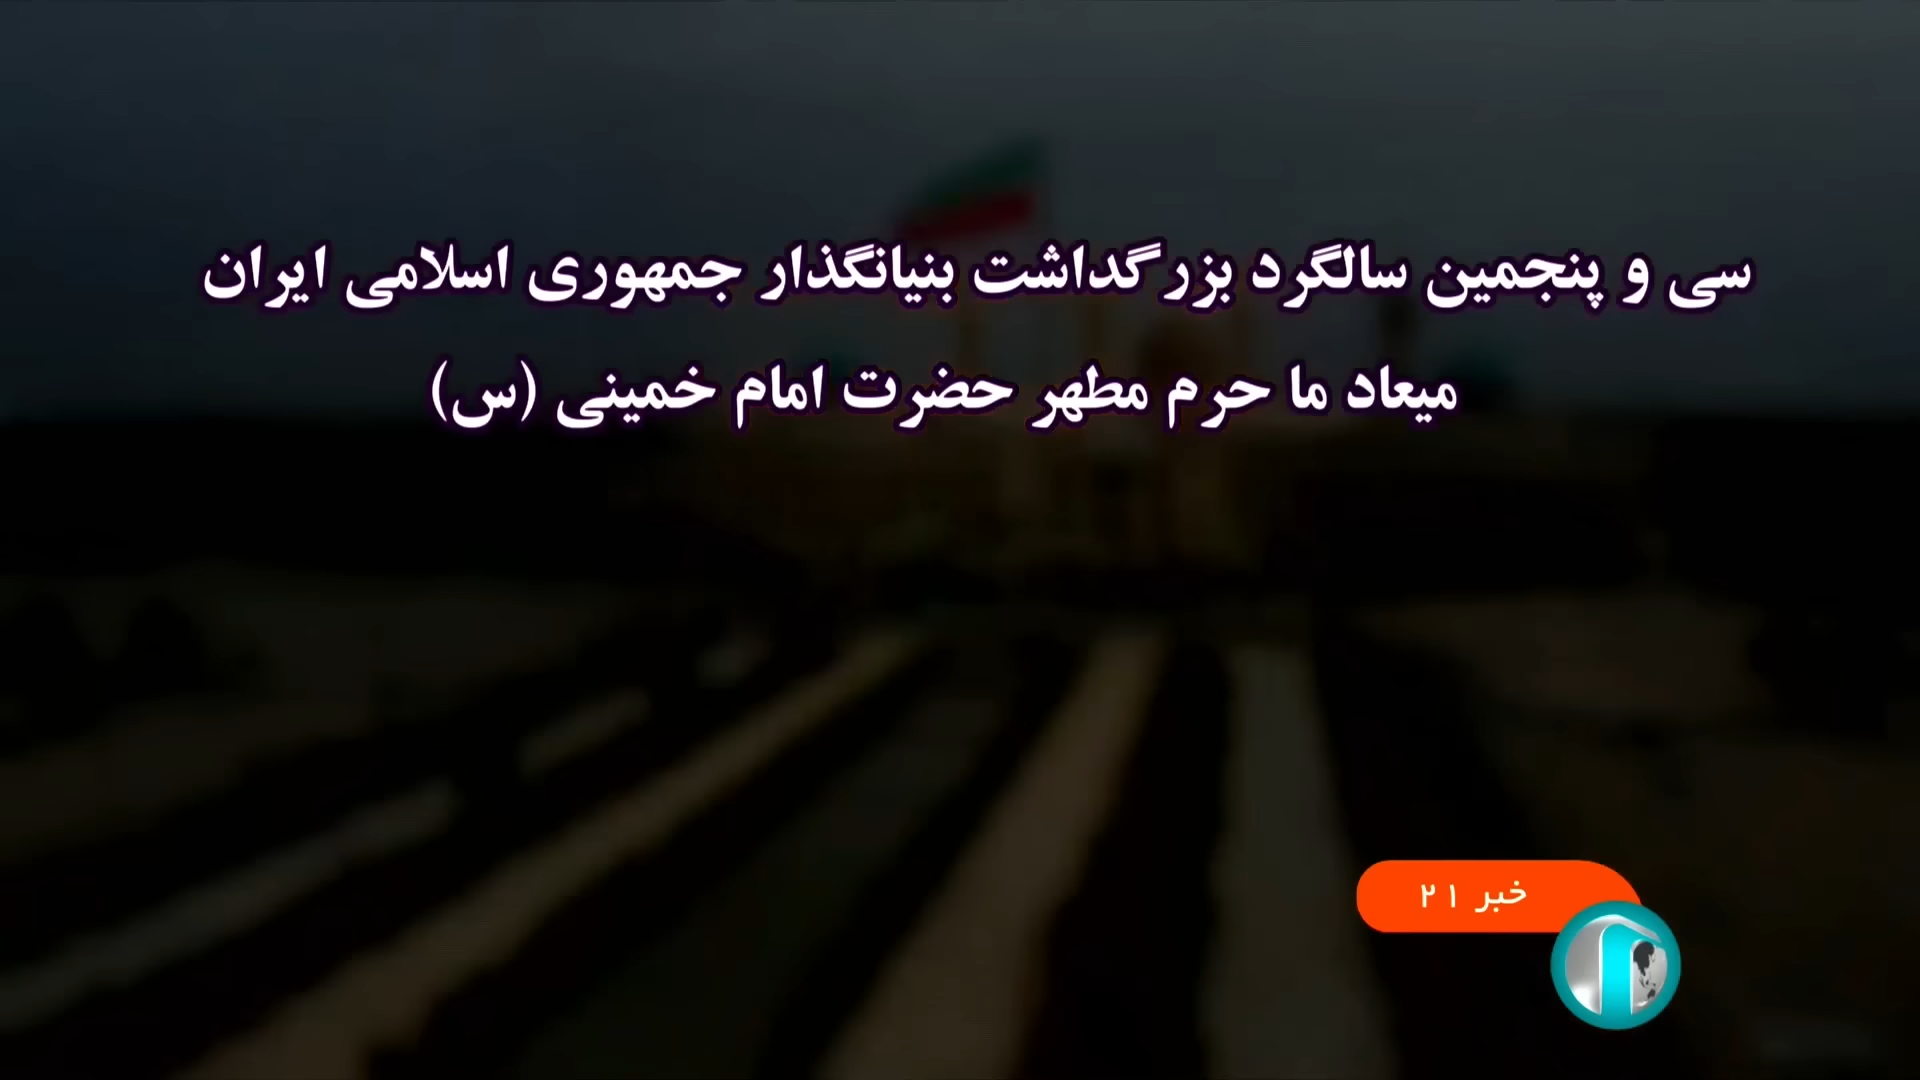 سی و پنجمین سالگرد بزرگداشت بنیانگذار جمهوری اسلامی ایران
میعاد ما حرم مطهر حضرت امام خمینی (س)
خبر ۲۱